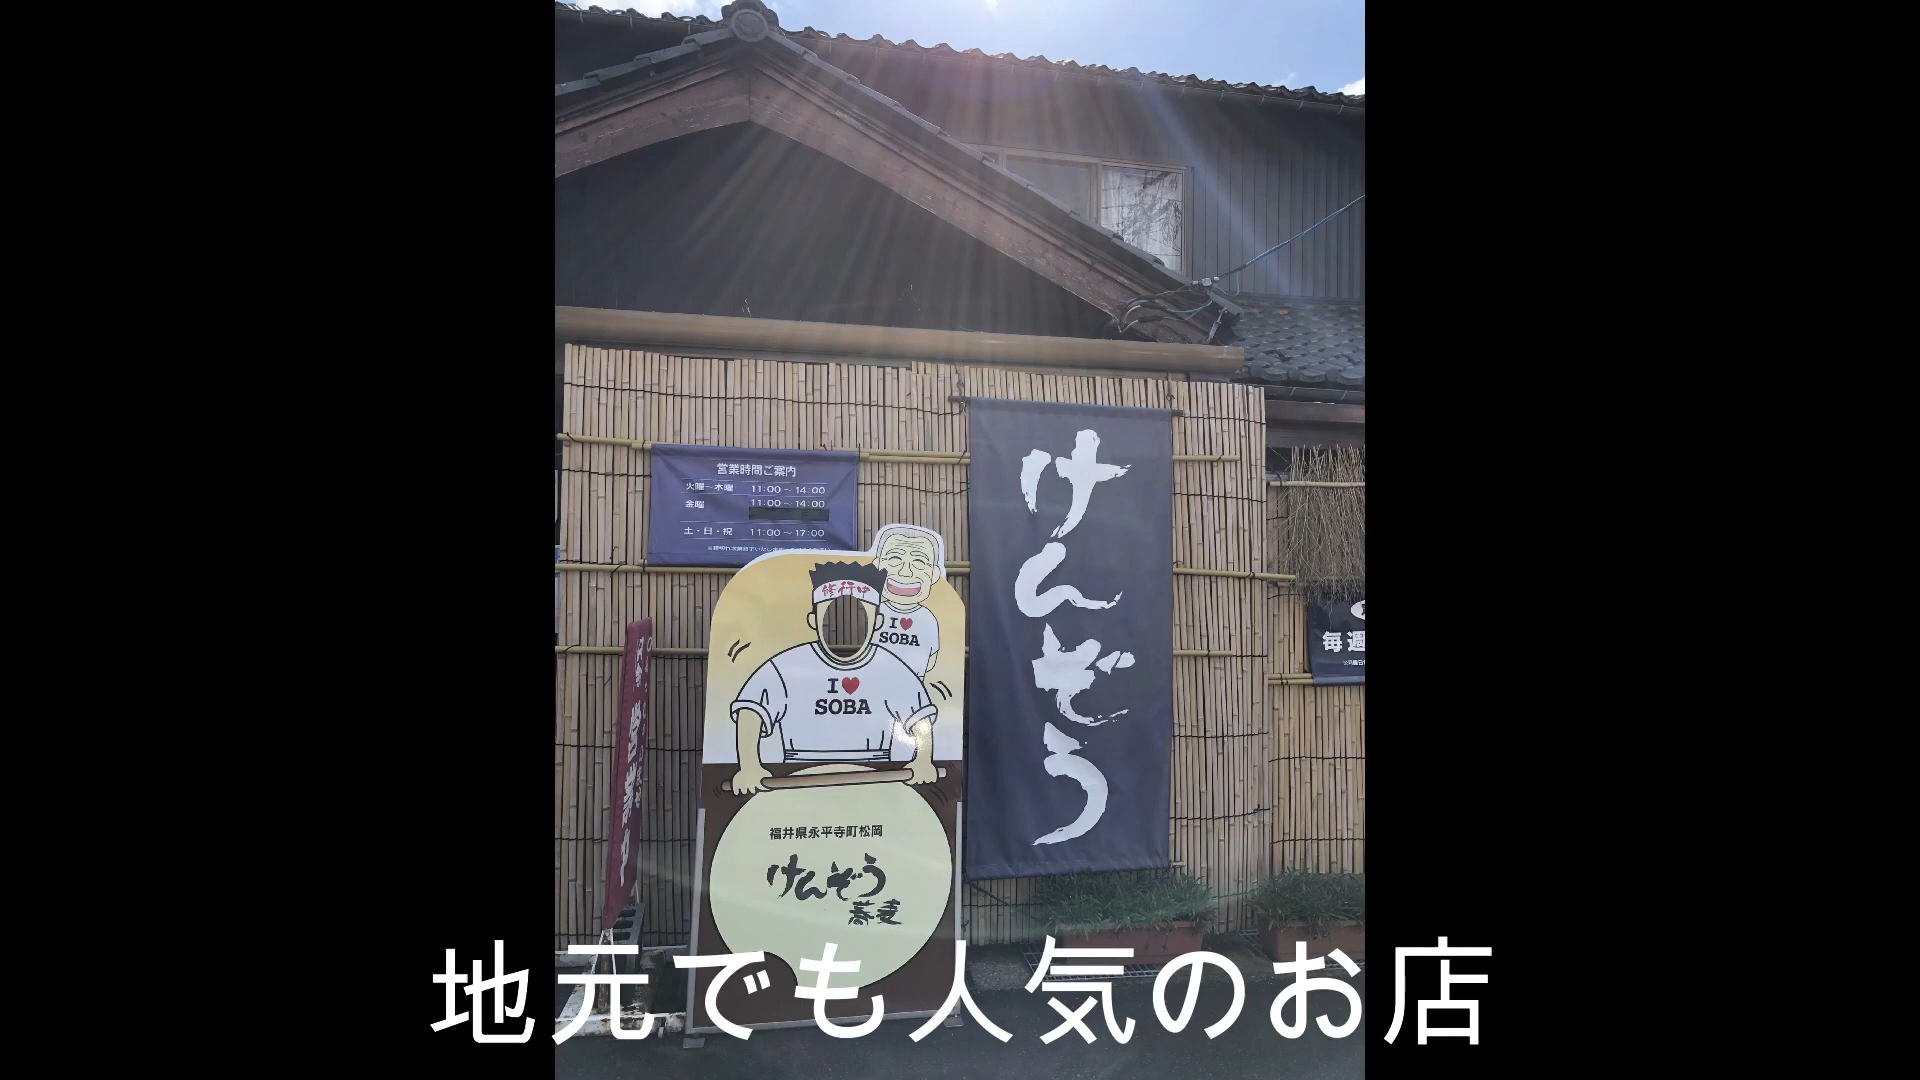 営業時間ご案内
火曜～木曜 11:00～14:00
金曜 11:00～14:00
土・日・祝 11:00～17:00
けんぞう
修行中
I♥
SOBA
I♥
SOBA
福井県永平寺町松岡
けんぞう
蕎麦
営業中
毎週
地元でも人気のお店